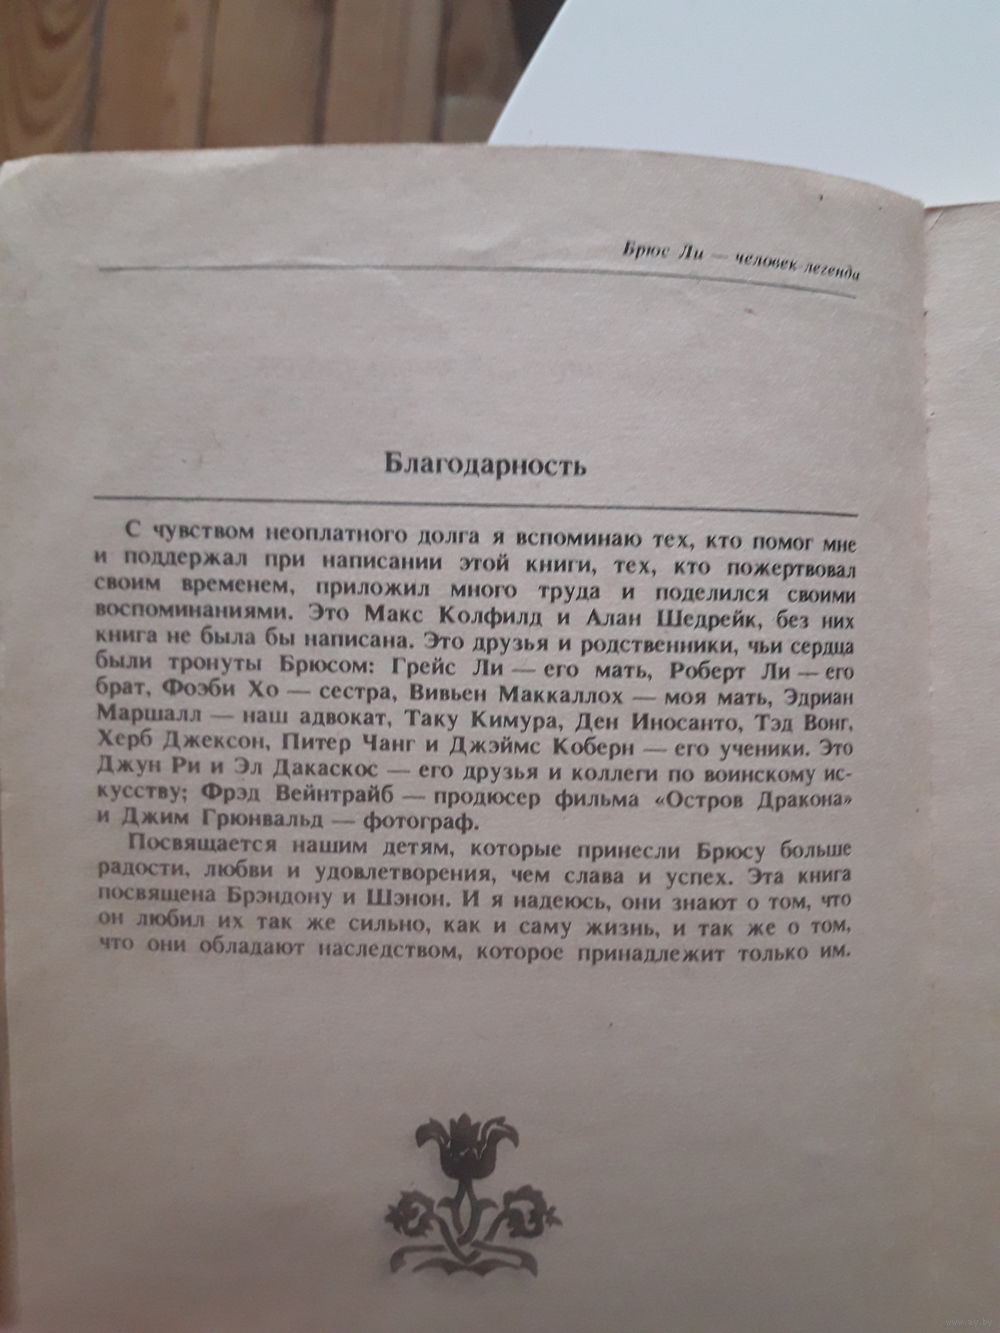 Брюс Ли — человек-легенда
Благодарность
С чувством неоплатного долга я вспоминаю тех, кто помог мне
и поддержал при написании этой книги, тех, кто пожертвовал
своим временем, приложил много труда и поделился своими
воспоминаниями. Это Макс Колфилд и Алан Шедрейк, без них
книга не была бы написана. Это друзья и родственники, чьи сердца
были тронуты Брюсом: Грейс Ли — его мать, Роберт Ли — его
брат, Фоэби Хо — сестра, Вивьен Маккаллох — моя мать, Эдриан
Маршалл — наш адвокат, Таку Кимура, Ден Иносанто, Тэд Вонг,
Херб Джексон, Питер Чанг и Джэймс Коберн — его ученики. Это
Джун Ри и Эл Дакаскос — его друзья и коллеги по воинскому ис-
кусству; Фрэд Вейнтрайб — продюсер фильма «Остров Дракона»
и Джим Грюнвальд — фотограф.
Посвящается нашим детям, которые принесли Брюсу больше
радости, любви и удовлетворения, чем слава и успех. Эта книга
посвящена Брэндону и Шэнон. И я надеюсь, они знают о том, что
он любил их так же сильно, как и саму жизнь, и так же о том,
что они обладают наследством, которое принадлежит только им.
www.ay.by